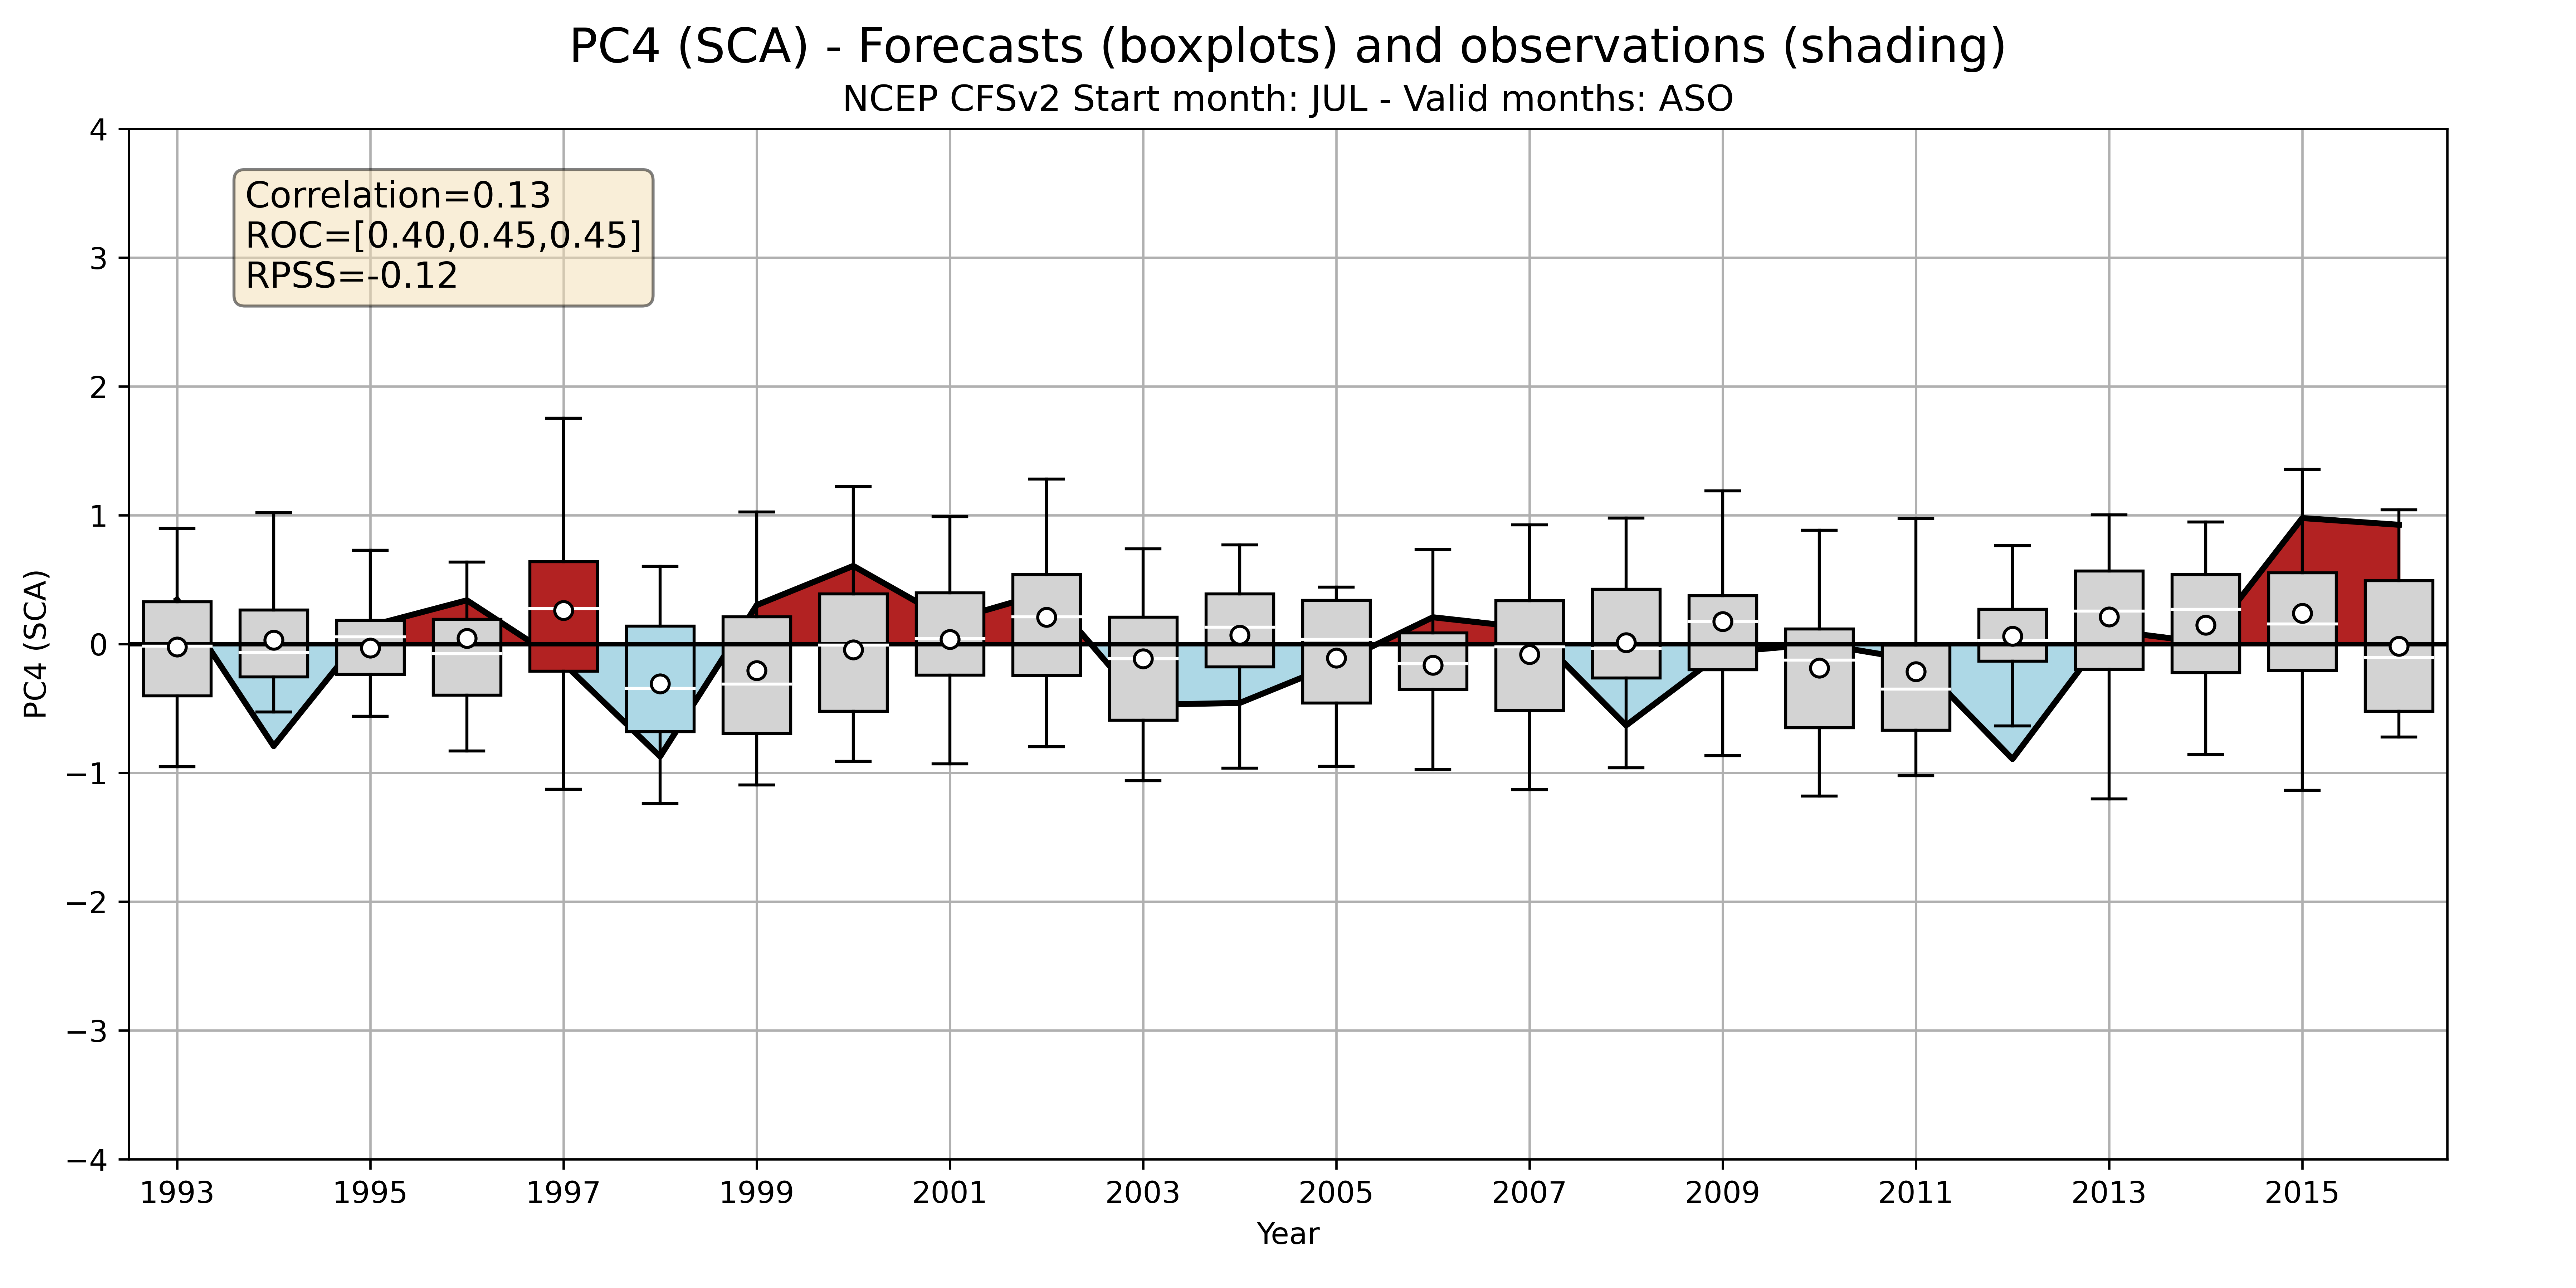 PC4 (SCA) - Forecasts (boxplots) and observations (shading)
NCEP CFSv2 Start month: JUL - Valid months: ASO
Correlation=0.13
ROC=[0.40,0.45,0.45]
RPSS=-0.12
PC4 (SCA)
4
3
2
1
0
−1
−2
−3
−4
1993 1995 1997 1999 2001 2003 2005 2007 2009 2011 2013 2015
Year